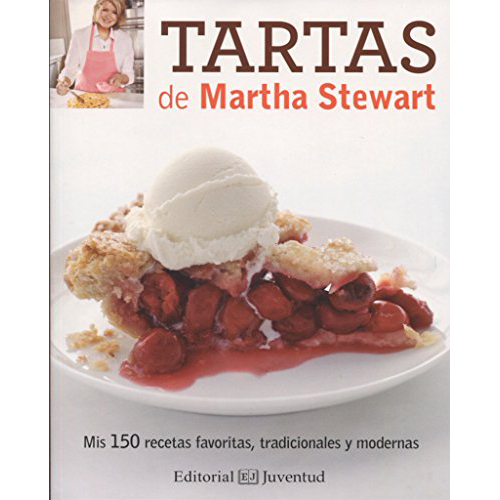 TARTAS
de Martha Stewart
Mis 150 recetas favoritas, tradicionales y modernas
Editorial EJ Juventud